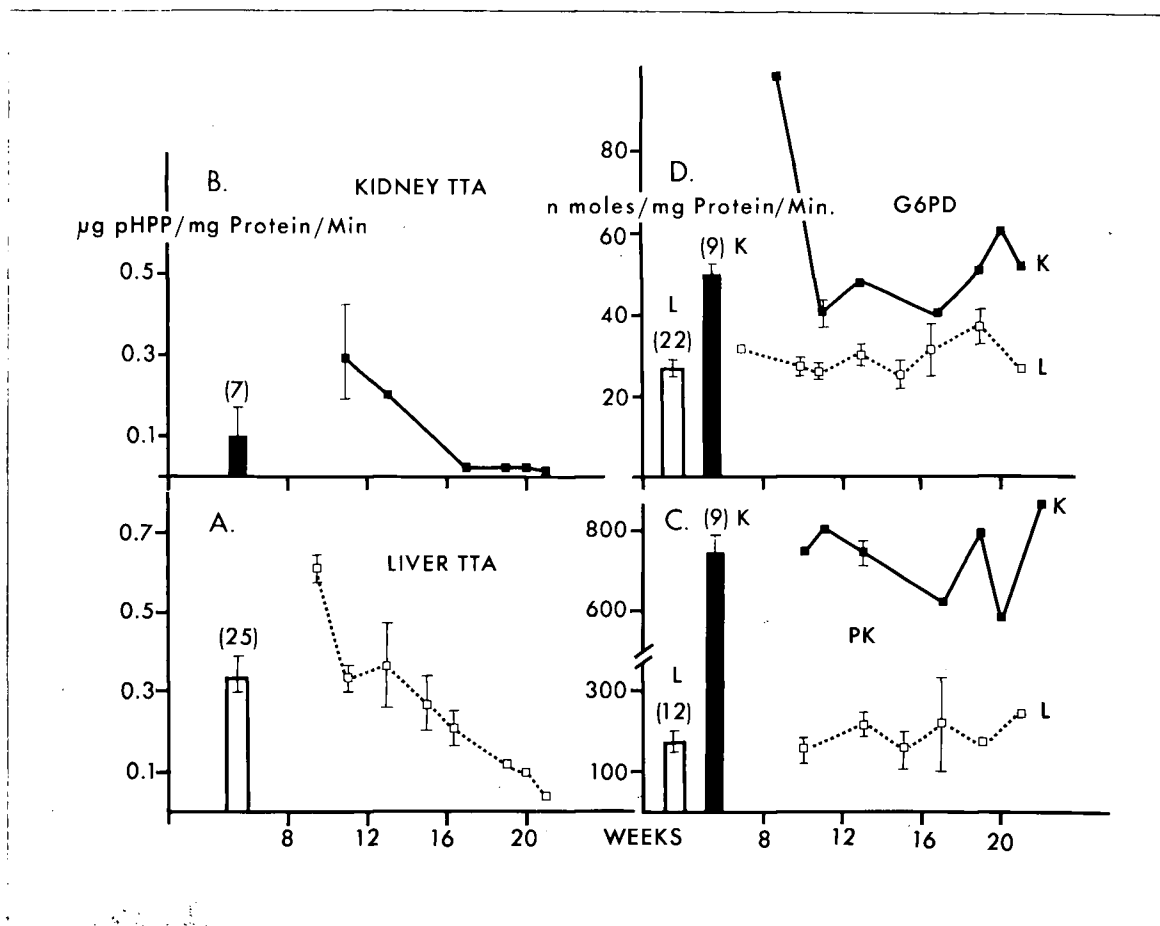 B.
KIDNEY TTA
µg pHPP/mg Protein/Min
0.5
0.3
0.1
(7)
A.
LIVER TTA
0.7
0.5
0.3
0.1
(25)
8
12
16
20
WEEKS
D.
n moles/mg Protein/Min.
G6PD
80
60
40
20
(9) K
L
(22)
K
L
C.
(9) K
PK
800
600
300
100
L
(12)
K
L
8
12
16
20